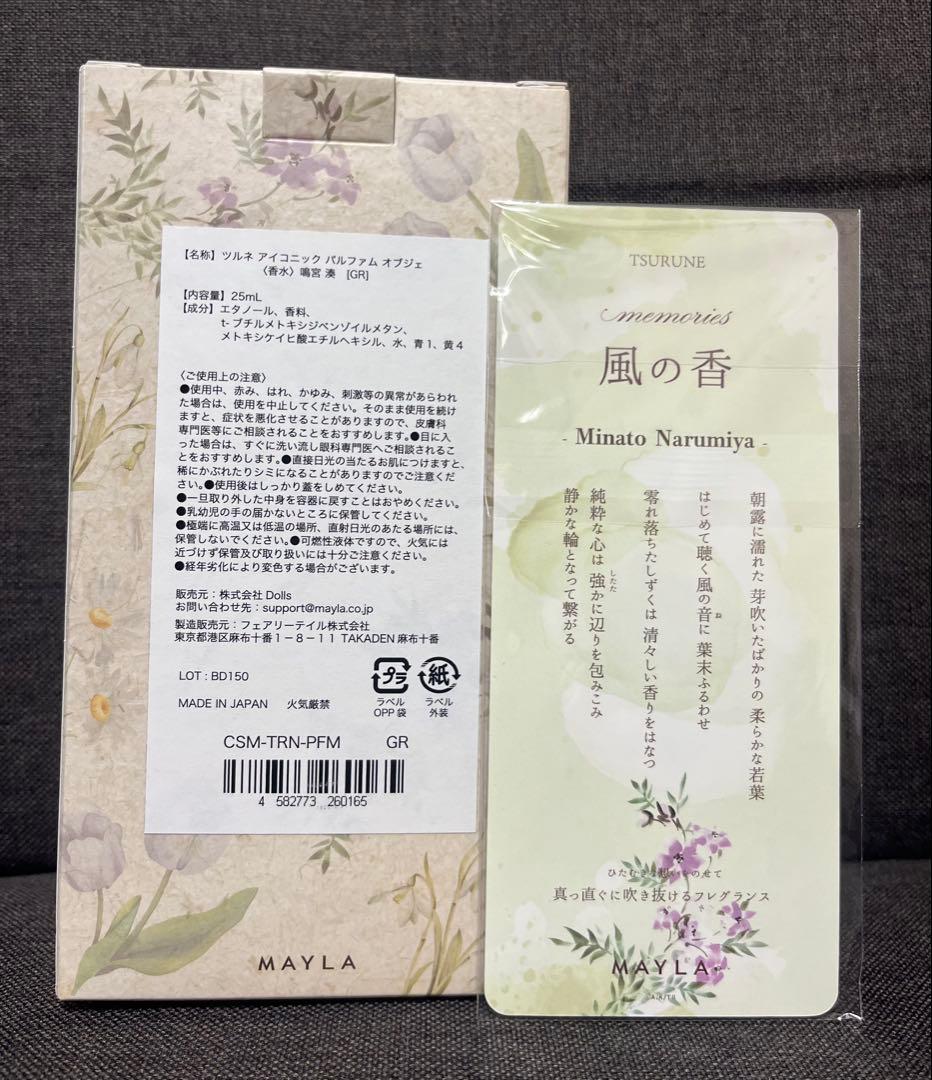 【名称】ツルネ アイコニック パルファム オブジェ
〈香水〉鳴宮 湊 [GR]
【内容量】25mL
【成分】エタノール、香料、
t- ブチルメトキシジベンゾイルメタン、
メトキシケイヒ酸エチルヘキシル、水、青1、黄4
〈ご使用上の注意〉
●使用中、赤み、はれ、かゆみ、刺激等の異常があらわれ
た場合は、使用を中止してください。そのまま使用を続け
ますと、症状を悪化させることがありますので、皮膚科
専門医等にご相談されることをおすすめします。●目に入
った場合は、すぐに洗い流し眼科専門医へご相談されるこ
とをおすすめします。●直接日光の当たるお肌につけますと、
稀にかぶれたりシミになることがありますのでご注意くだ
さい。●使用後はしっかり蓋をしめてください。
●一旦取り外した中身を容器に戻すことはおやめください。
●乳幼児の手の届かないところに保管してください。
●極端に高温又は低温の場所、直射日光のあたる場所には、
保管しないでください。●可燃性液体ですので、火気には
近づけず保管及び取り扱いには十分ご注意ください。
●経年劣化により変色する場合がございます。
販売元：株式会社 Dolls
お問い合わせ先：support@mayla.co.jp
製造販売元：フェアリーテイル株式会社
東京都港区麻布十番1－8－11 TAKADEN 麻布十番
LOT : BD150
MADE IN JAPAN 火気厳禁
プラ
ラベル
OPP 袋
紙
ラベル
外装
CSM-TRN-PFM GR
4 582773 260165
MAYLA
TSURUNE
memories
風の香
- Minato Narumiya -
朝露に濡れた 芽吹いたばかりの 柔らかな若葉
はじめて聴く風の音に 葉末ふるわせ
ね
零れ落ちたしずくは 清々しい香りをはなつ
純粋な心は 強かに辺りを包みこみ
したた
静かな輪となって繋がる
ひたむきな想いをのせて
真っ直ぐに吹き抜けるフレグランス
MAYLA